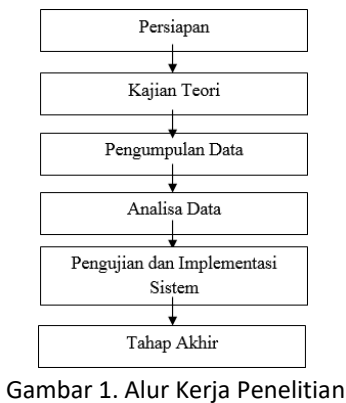 Persiapan
Kajian Teori
Pengumpulan Data
Analisa Data
Pengujian dan Implementasi
Sistem
Tahap Akhir
Gambar 1. Alur Kerja Penelitian